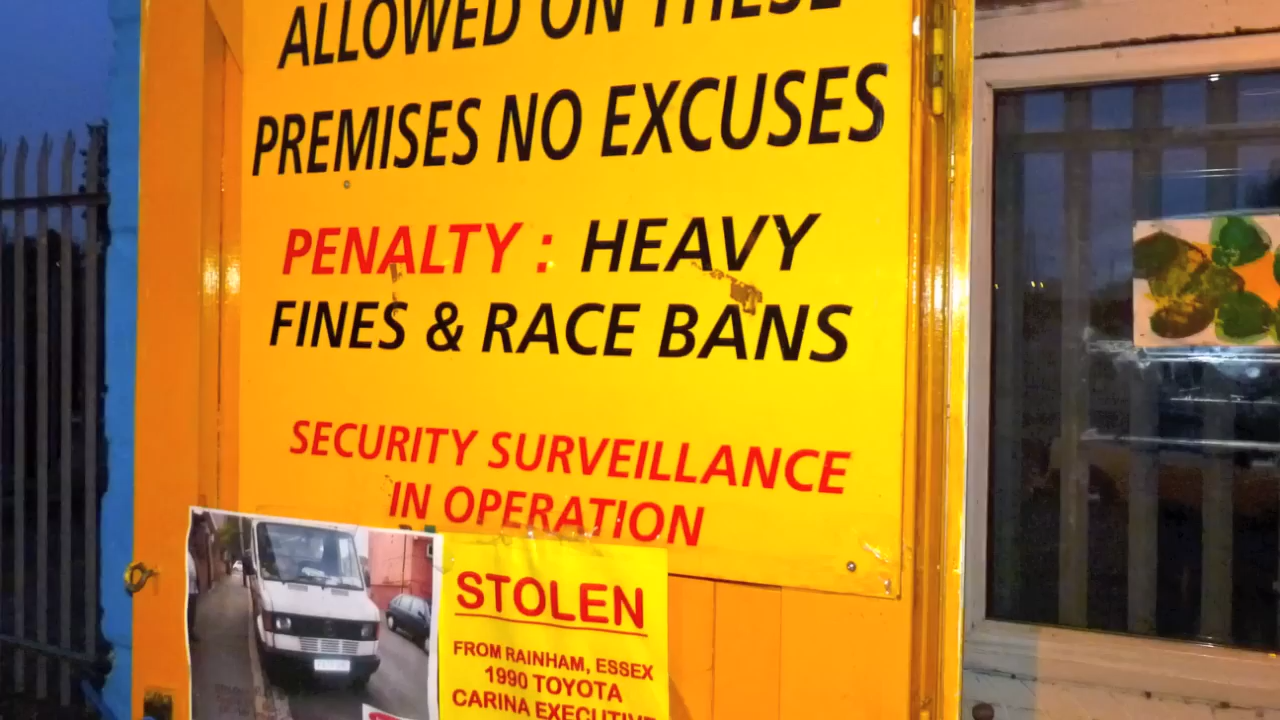 ALLOWED ON THESE
PREMISES NO EXCUSES
PENALTY : HEAVY
FINES & RACE BANS
SECURITY SURVEILLANCE
IN OPERATION
STOLEN
FROM RAINHAM, ESSEX
1990 TOYOTA
CARINA EXECUTIVE